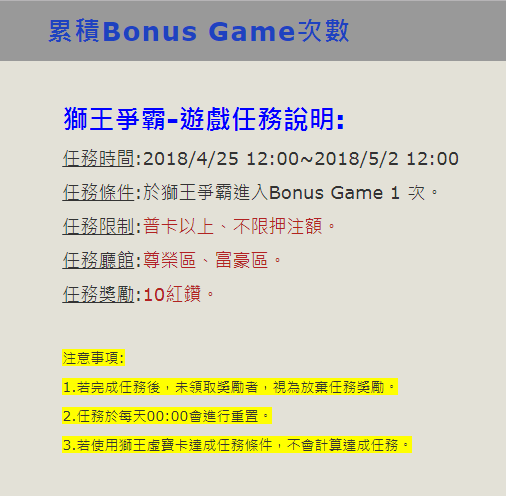 累積Bonus Game次數
獅王爭霸-遊戲任務說明:
任務時間:2018/4/25 12:00~2018/5/2 12:00
任務條件:於獅王爭霸進入Bonus Game 1 次。
任務限制:普卡以上、不限押注額。
任務廳館:尊榮區、富豪區。
任務獎勵:10紅鑽。
注意事項:
1.若完成任務後，未領取獎勵者，視為放棄任務獎勵。
2.任務於每天00:00會進行重置。
3.若使用獅王虛寶卡達成任務條件，不會計算達成任務。